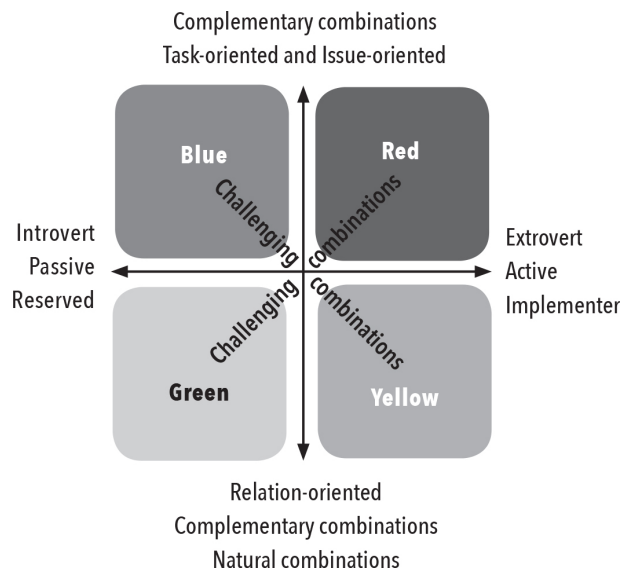 Complementary combinations
Task-oriented and Issue-oriented
Blue
Red
Challenging
combinations
Introvert
Passive
Reserved
Extrovert
Active
Implementer
Challenging
combinations
Green
Yellow
Relation-oriented
Complementary combinations
Natural combinations